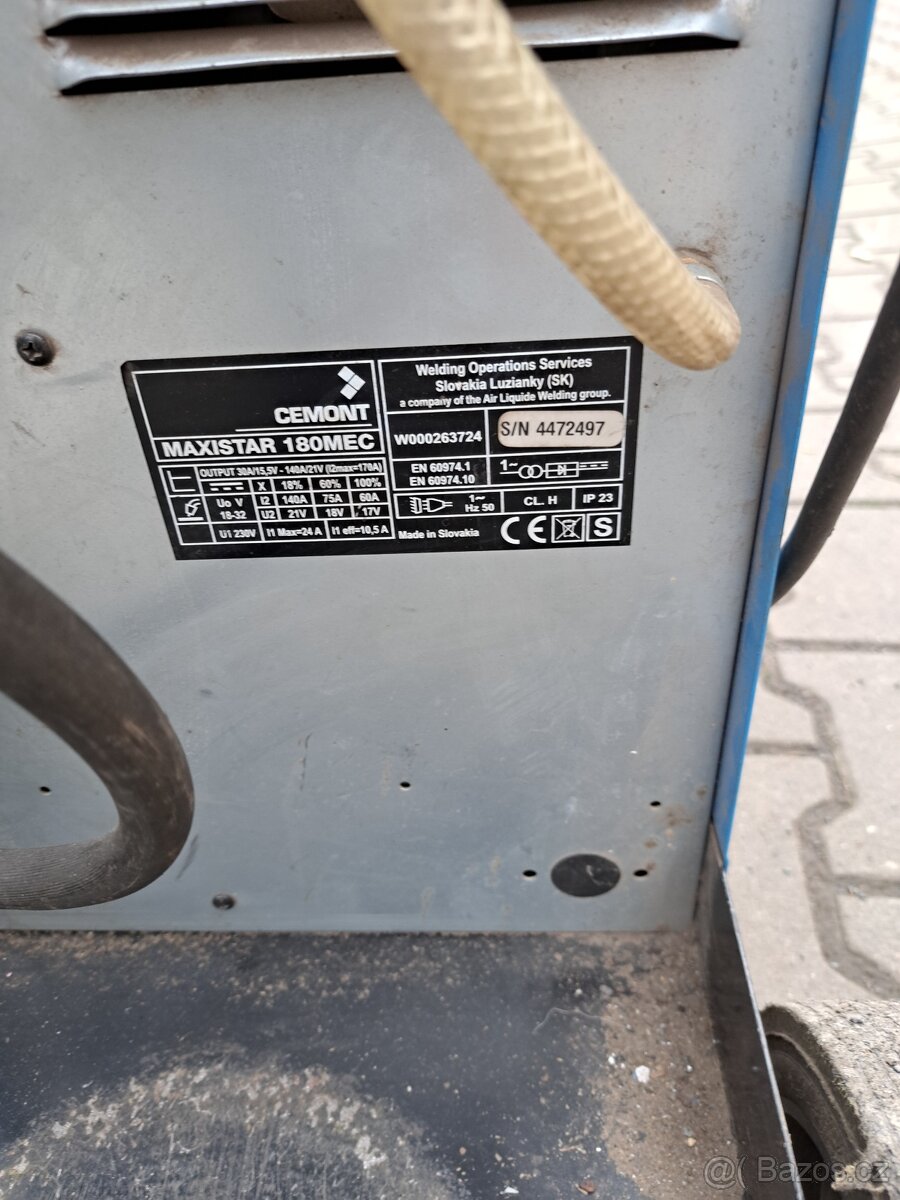 CEMONT
MAXISTAR 180MEC
OUTPUT 30A/15,5V - 140A/21V (I2max=170A)
X 18% 60% 100%
Uo V I2 140A 75A 60A
18-32 U2 21V 18V 17V
U1 230V I1 Max=24 A I1 eff=10,5 A
Welding Operations Services
Slovakia Luzianky (SK)
a company of the Air Liquide Welding group.
W000263724 S/N 4472497
EN 60974.1
EN 60974.10
1~
1~
Hz 50
CL. H IP 23
Made in Slovakia CE S
@ Bazos.cz